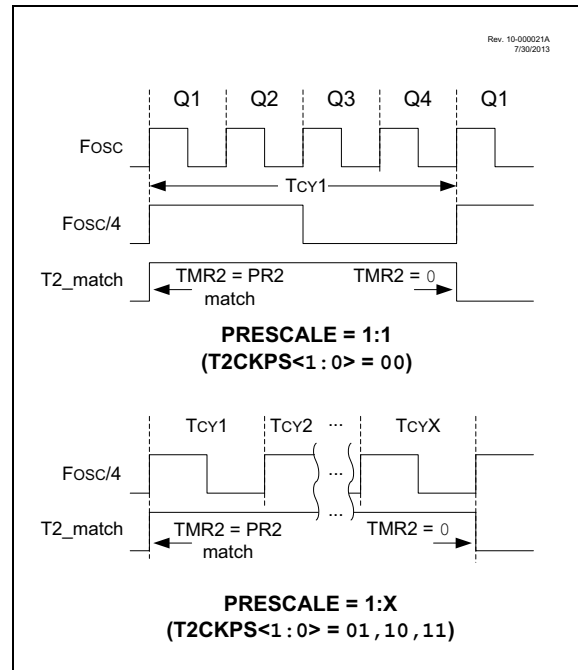 Rev. 10-000021A
7/30/2013
Q1 Q2 Q3 Q4 Q1
FOSC
TCY1
FOSC/4
T2_match
TMR2 = PR2
match
TMR2 = 0
PRESCALE = 1:1
(T2CKPS<1:0> = 00)
TCY1 TCY2 ... TCYX
FOSC/4
...
T2_match
TMR2 = PR2
match
...
TMR2 = 0
PRESCALE = 1:X
(T2CKPS<1:0> = 01,10,11)